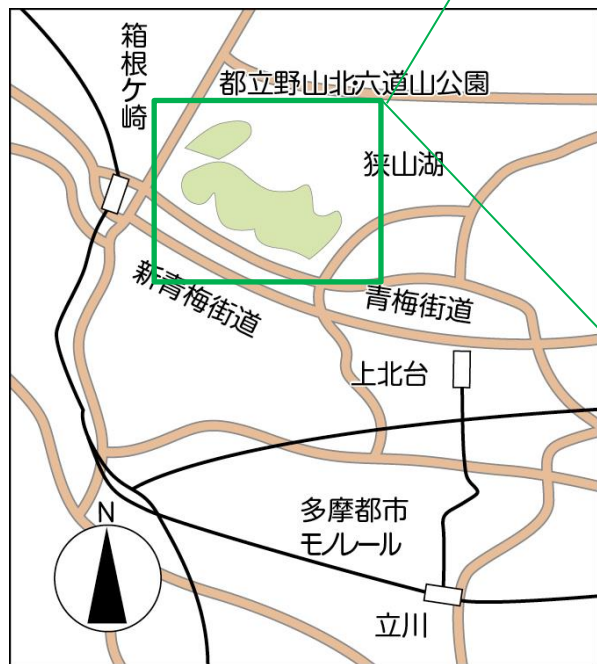 箱根ケ崎
都立野山北・六道山公園
狭山湖
新青梅街道
青梅街道
上北台
多摩都市
モノレール
N
立川